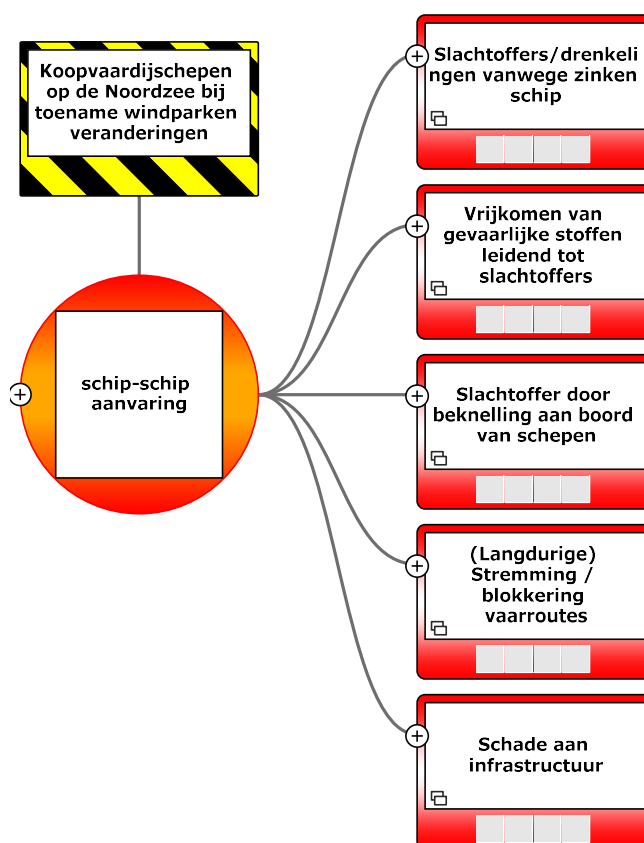 Koopvaardijschepen
op de Noordzee bij
toename windparken
veranderingen
schip-schip
aanvaring
Slachtoffers/drenkeli
ngen vanwege zinken
schip
Vrijkomen van
gevaarlijke stoffen
leidend tot
slachtoffers
Slachtoffer door
beknelling aan boord
van schepen
(Langdurige)
Stremming /
blokkering
vaarroutes
Schade aan
infrastructuur